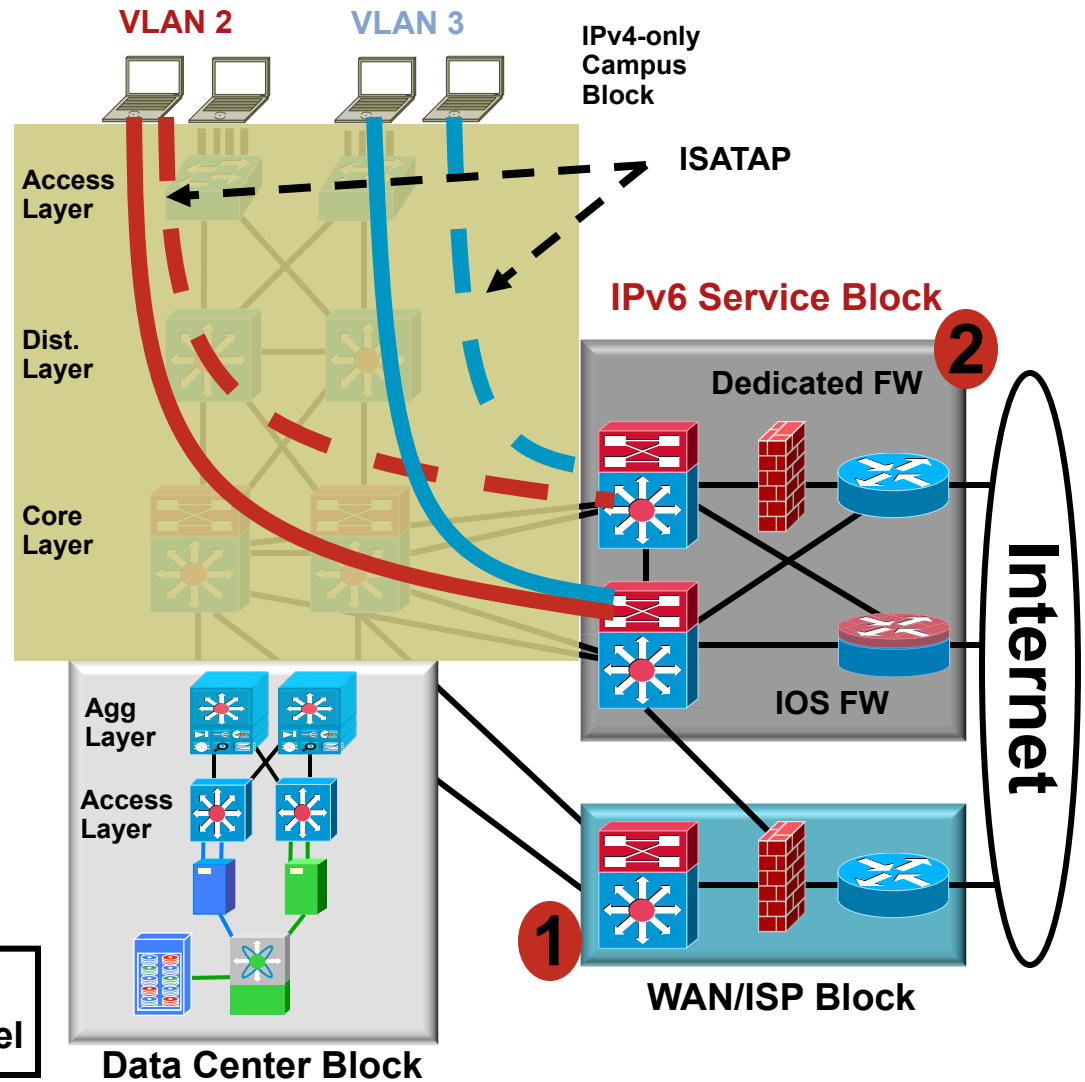 VLAN 2
VLAN 3
IPv4-only
Campus
Block
ISATAP
Access
Layer
IPv6 Service Block
2
Dist.
Layer
Dedicated FW
Core
Layer
Internet
IOS FW
Agg
Layer
Access
Layer
1
WAN/ISP Block
el
Data Center Block